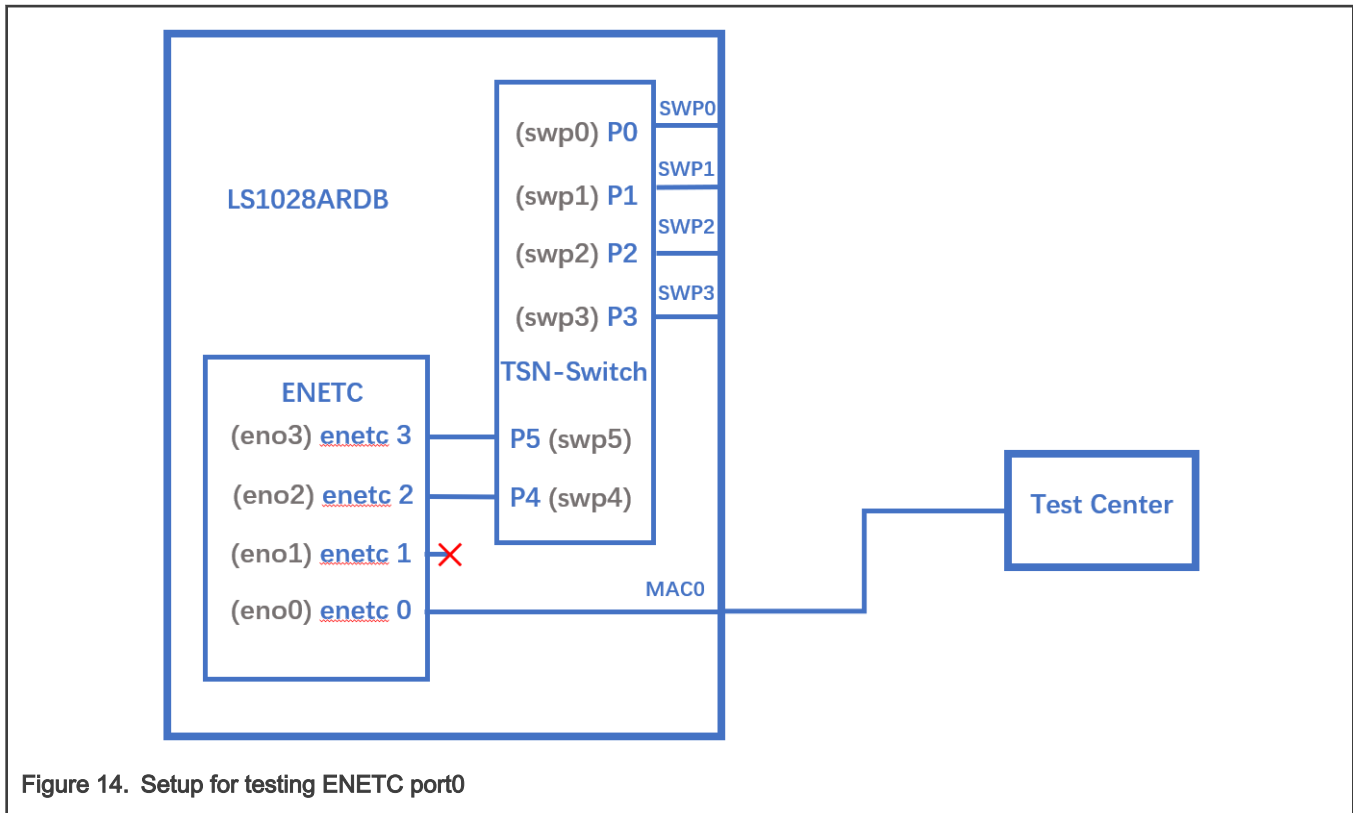 SWP0
(swp0) P0
SWP1
(swp1) P1
LS1028ARDB
SWP2
(swp2) P2
SWP3
(swp3) P3
TSN-Switch
ENETC
(eno3) enetc 3
P5 (swp5)
(eno2) enetc 2
P4 (swp4)
Test Center
(eno1) enetc 1
MAC0
(eno0) enetc 0
Figure 14. Setup for testing ENETC port0